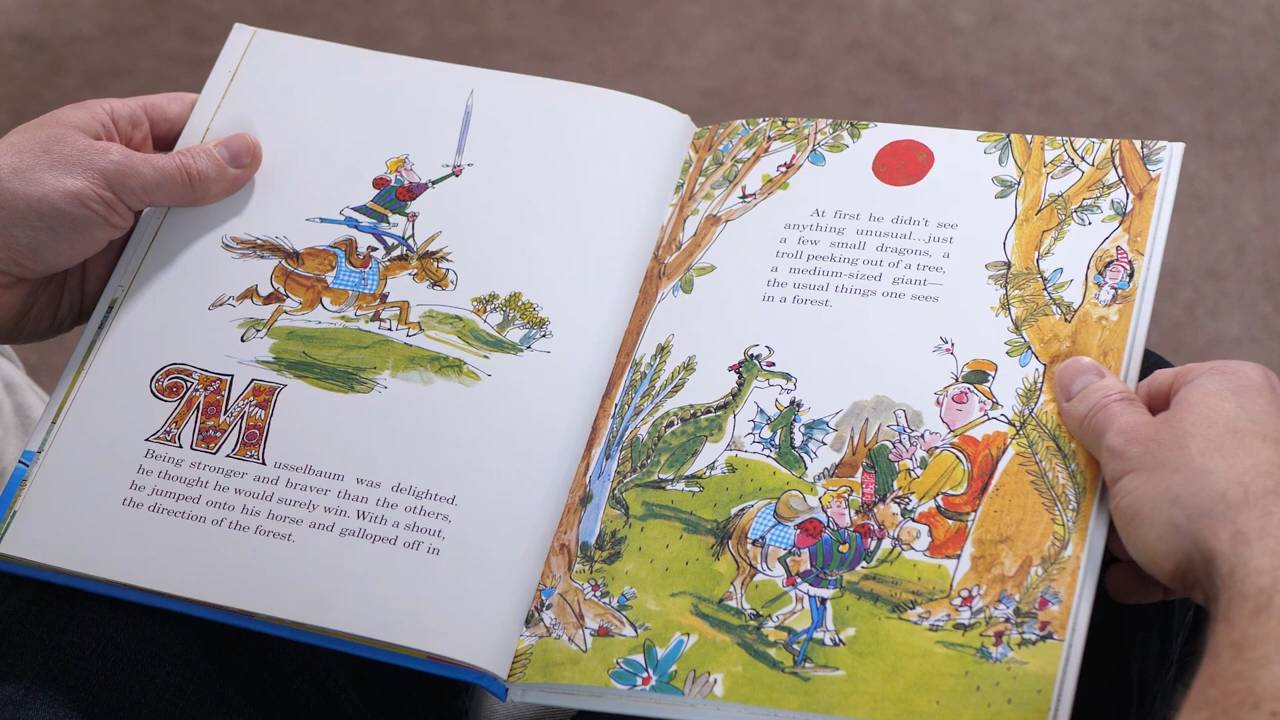 Musselbaum was delighted.
Being stronger and braver than the others,
he thought he would surely win. With a shout,
he jumped onto his horse and galloped off in
the direction of the forest.
At first he didn't see
anything unusual...just
a few small dragons, a
troll peeking out of a tree,
a medium-sized giant—
the usual things one sees
in a forest.